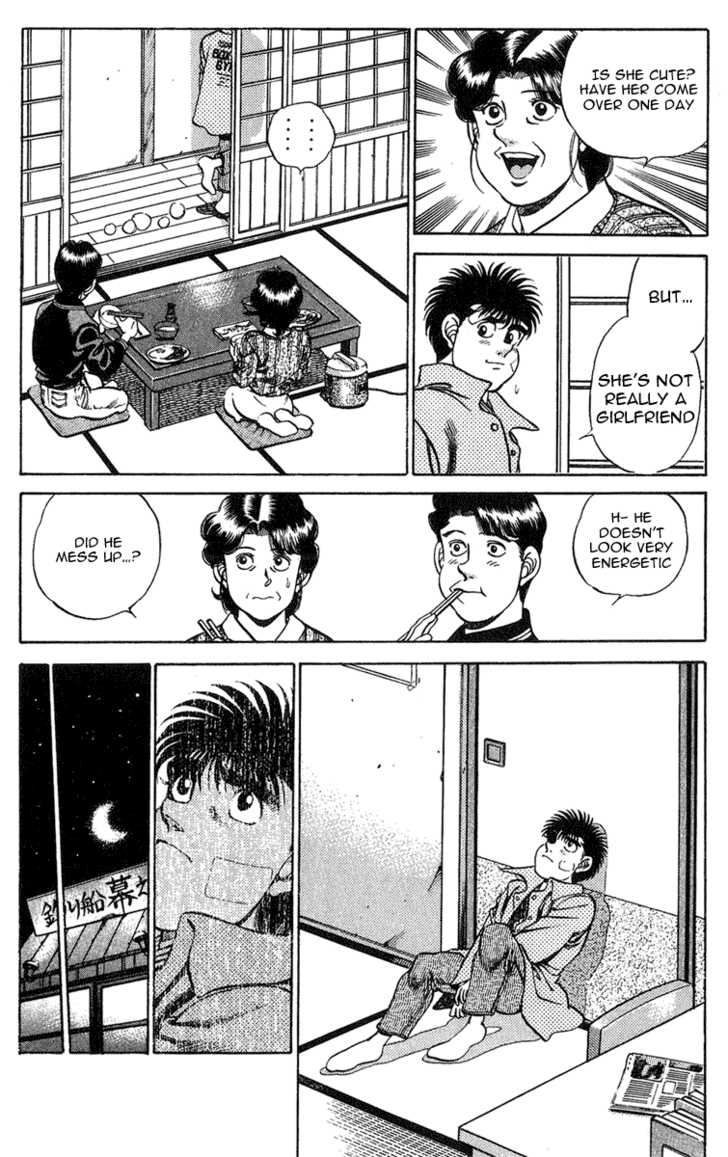 IS SHE CUTE?
HAVE HER COME
OVER ONE DAY
BUT...
SHE'S NOT
REALLY A
GIRLFRIEND
......
H- HE
DOESN'T
LOOK VERY
ENERGETIC
DID HE
MESS UP...?
釣り船幕之